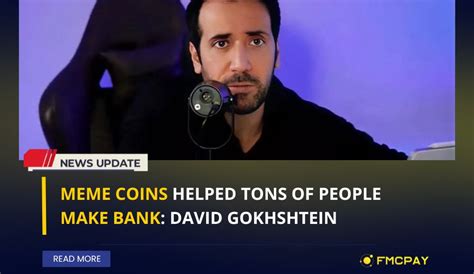 NEWS UPDATE
MEME COINS HELPED TONS OF PEOPLE
MAKE BANK: DAVID GOKHSHTEIN
READ MORE
FMCPAY